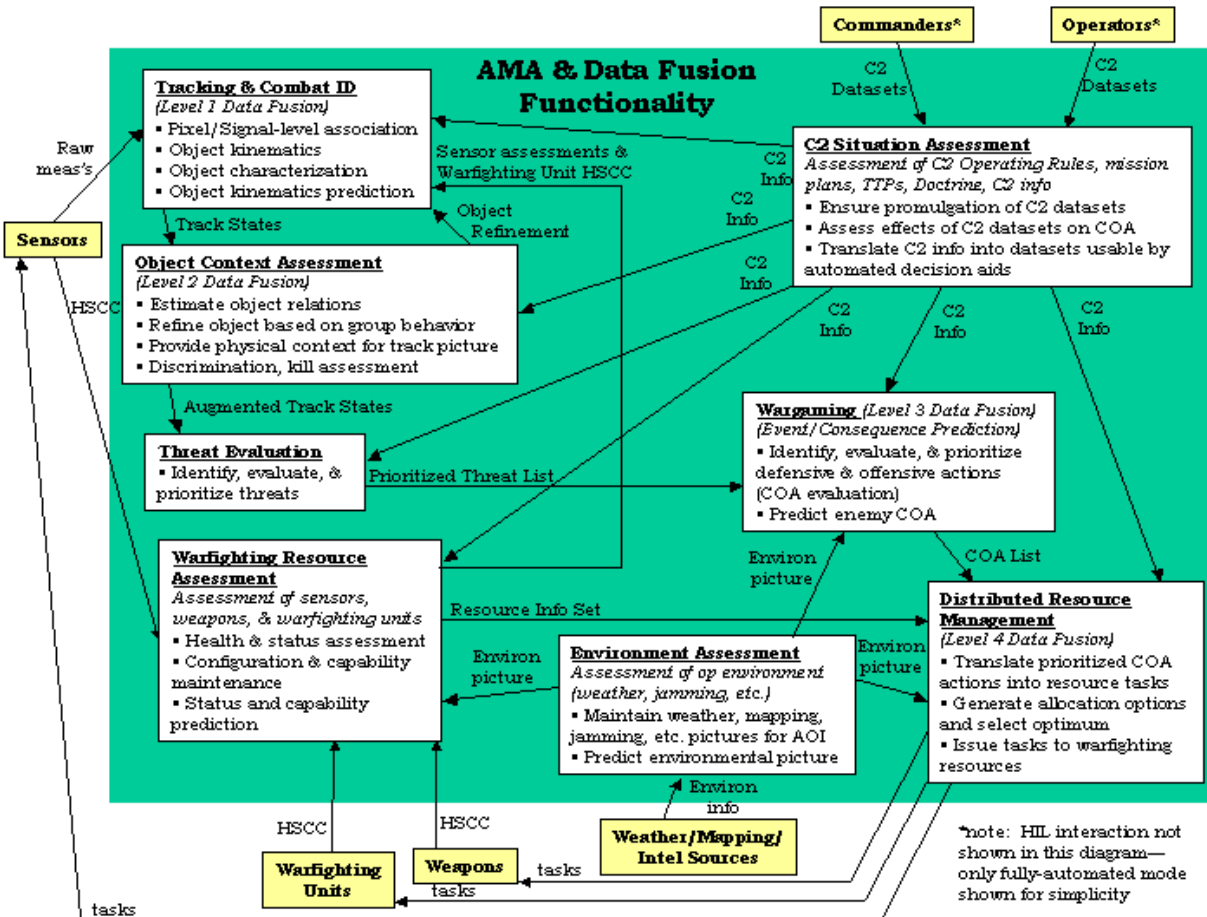 Commanders*
Operators*
AMA & Data Fusion
Functionality
C2
Datasets
C2
Datasets
Tracking & Combat ID
(Level 1 Data Fusion)
▪ Pixel/Signal-level association
▪ Object kinematics
▪ Object characterization
▪ Object kinematics prediction
Raw
meas's
Sensors
Sensor assessments &
Warfighting Unit HSCC
C2
Info
C2
Info
C2
Info
C2 Situation Assessment
Assessment of C2 Operating Rules, mission
plans, TTPs, Doctrine, C2 info
▪ Ensure promulgation of C2 datasets
▪ Assess effects of C2 datasets on COA
▪ Translate C2 info into datasets usable by
automated decision aids
Track States
Object
Refinement
Object Context Assessment
(Level 2 Data Fusion)
▪ Estimate object relations
▪ Refine object based on group behavior
▪ Provide physical context for track picture
▪ Discrimination, kill assessment
HSCC
C2
Info
C2
Info
C2
Info
Augmented Track States
Threat Evaluation
▪ Identify, evaluate, &
prioritize threats
Prioritized Threat List
Wargaming (Level 3 Data Fusion)
(Event/Consequence Prediction)
▪ Identify, evaluate, & prioritize
defensive & offensive actions
(COA evaluation)
▪ Predict enemy COA
Warfighting Resource
Assessment
Assessment of sensors,
weapons, & warfighting units
▪ Health & status assessment
▪ Configuration & capability
maintenance
▪ Status and capability
prediction
Environ
picture
COA List
Resource Info Set
Environ
picture
Environment Assessment
Assessment of op environment
(weather, jamming, etc.)
▪ Maintain weather, mapping,
jamming, etc. pictures for AOI
▪ Predict environmental picture
Environ
picture
Distributed Resource
Management
(Level 4 Data Fusion)
▪ Translate prioritized COA
actions into resource tasks
▪ Generate allocation options
and select optimum
▪ Issue tasks to warfighting
resources
Environ
info
HSCC
HSCC
Warfighting
Units
Weapons
Weather/Mapping/
Intel Sources
tasks
tasks
tasks
*note: HIL interaction not
shown in this diagram—
only fully-automated mode
shown for simplicity